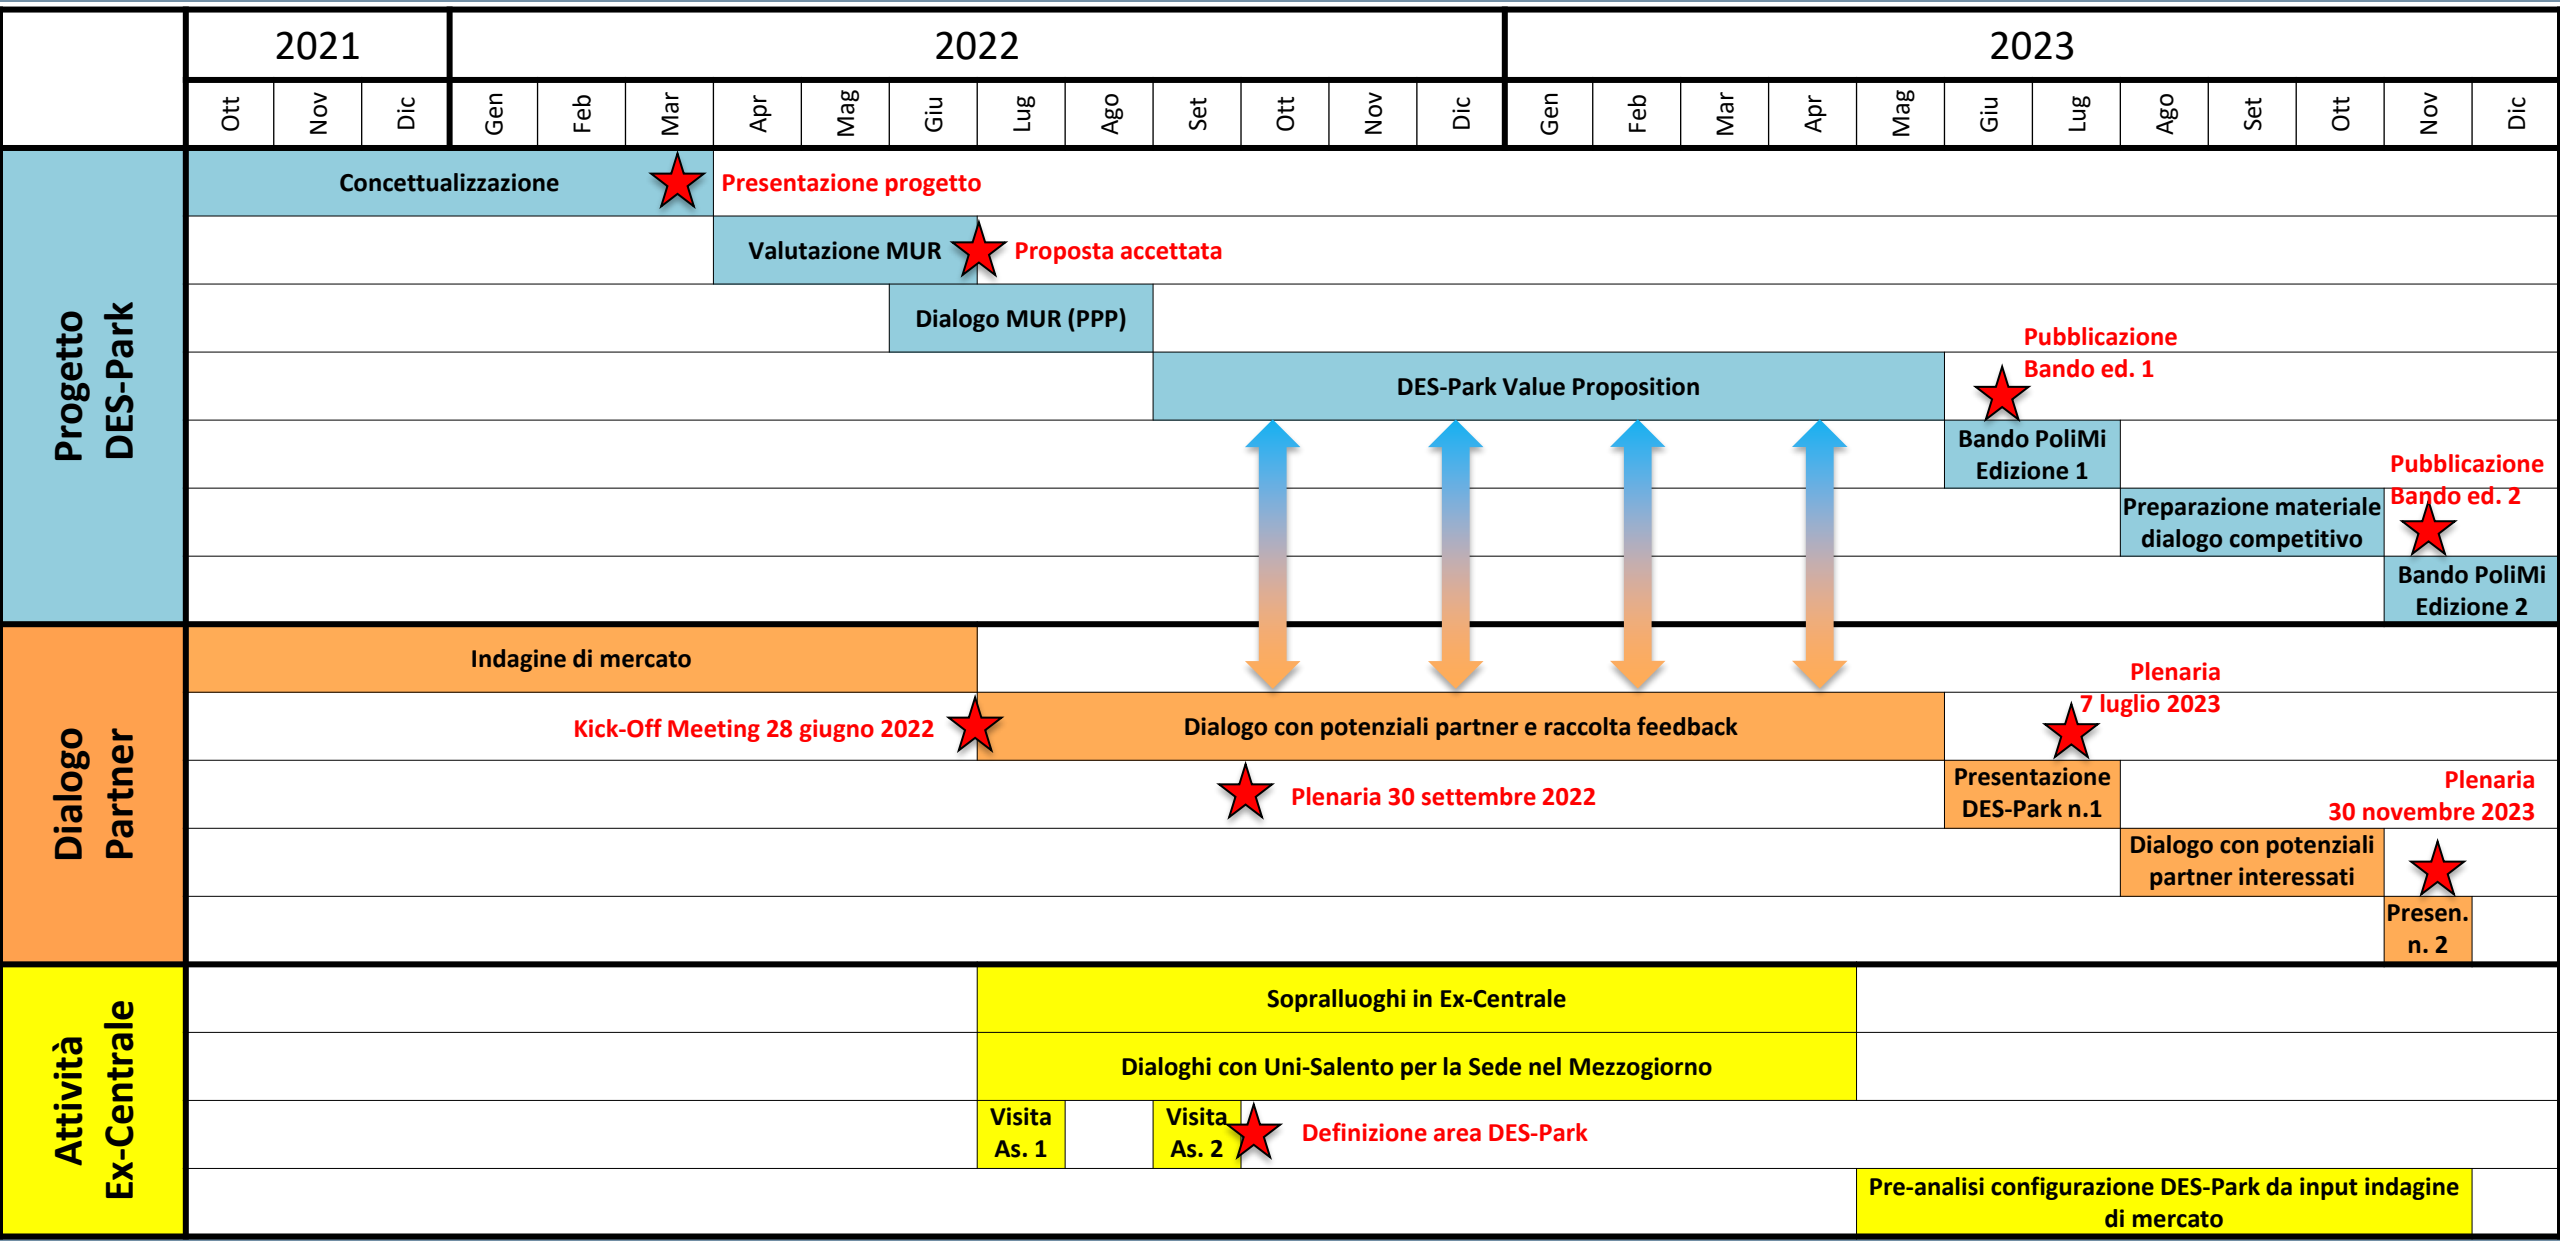 2021
2022
2023
Ott
Nov
Dic
Gen
Feb
Mar
Apr
Mag
Giu
Lug
Ago
Set
Ott
Nov
Dic
Gen
Feb
Mar
Apr
Mag
Giu
Lug
Ago
Set
Ott
Nov
Dic
Progetto
DES-Park
Concettualizzazione
Presentazione progetto
Valutazione MUR
Proposta accettata
Dialogo MUR (PPP)
DES-Park Value Proposition
Pubblicazione
Bando ed. 1
Bando PoliMi
Edizione 1
Preparazione materiale
dialogo competitivo
Pubblicazione
Bando ed. 2
Bando PoliMi
Edizione 2
Dialogo
Partner
Indagine di mercato
Kick-Off Meeting 28 giugno 2022
Dialogo con potenziali partner e raccolta feedback
Plenaria
7 luglio 2023
Plenaria 30 settembre 2022
Presentazione
DES-Park n.1
Plenaria
30 novembre 2023
Dialogo con potenziali
partner interessati
Presen.
n. 2
Attività
Ex-Centrale
Sopralluoghi in Ex-Centrale
Dialoghi con Uni-Salento per la Sede nel Mezzogiorno
Visita
As. 1
Visita
As. 2
Definizione area DES-Park
Pre-analisi configurazione DES-Park da input indagine
di mercato